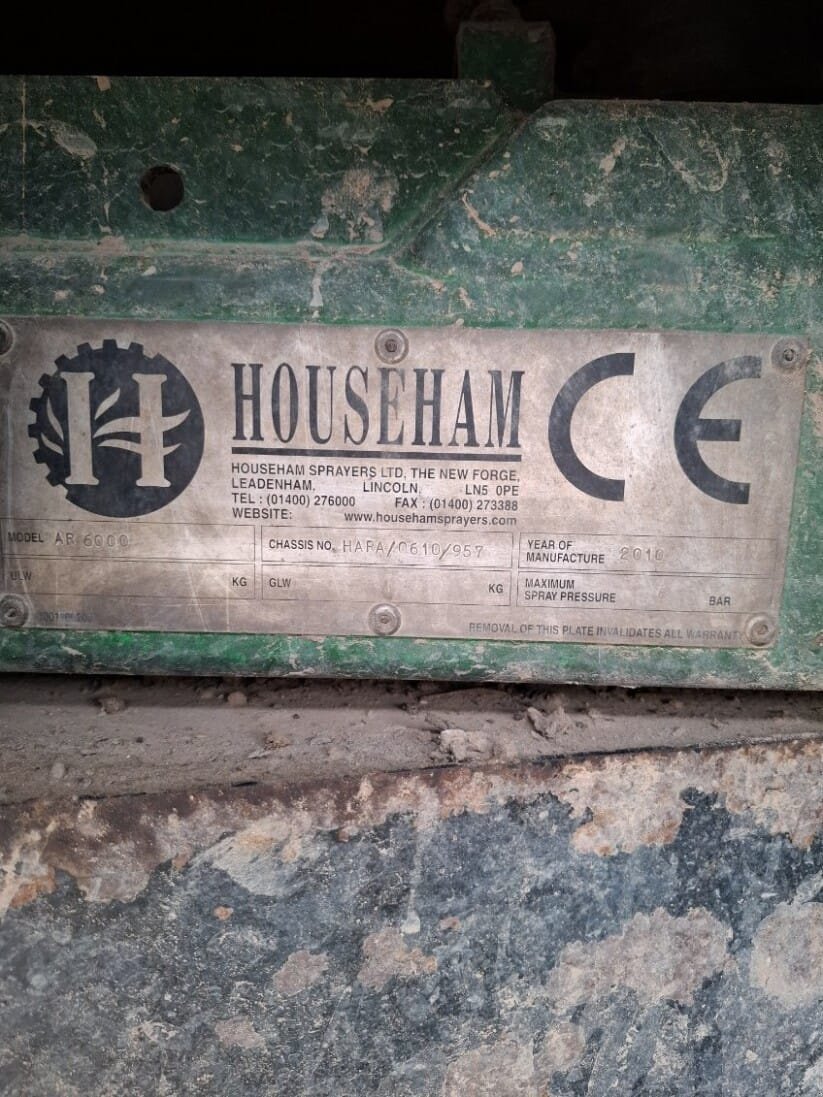 H
HOUSEHAM
CE
HOUSEHAM SPRAYERS LTD, THE NEW FORGE,
LEADENHAM, LINCOLN, LN5 0PE
TEL : (01400) 276000 FAX : (01400) 273388
WEBSITE: www.househamsprayers.com
MODEL AR 6000
CHASSIS NO. HARA/0610/957
YEAR OF
MANUFACTURE 2010
ULW KG
GLW KG
MAXIMUM
SPRAY PRESSURE BAR
REMOVAL OF THIS PLATE INVALIDATES ALL WARRANTY